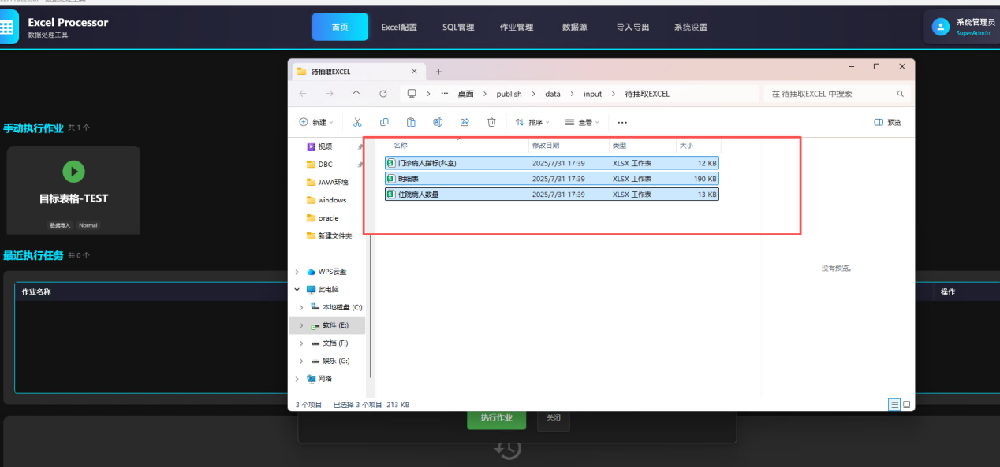 Excel Processor
数据处理工具
首页
Excel配置
SQL管理
作业管理
数据源
导入导出
系统设置
系统管理员
SuperAdmin
手动执行作业 共 1 个
目标表格-TEST
数据导入 Normal
最近执行任务 共 0 个
作业名称
操作
待抽取EXCEL
桌面 > publish > data > input > 待抽取EXCEL
在 待抽取EXCEL 中搜索
新建
排序
查看
预览
视频
DBC
JAVA环境
windows
oracle
新建文件夹
WPS云盘
此电脑
本地磁盘 (C:)
软件 (E:)
文档 (F:)
娱乐 (G:)
网络
名称 修改日期 类型 大小
门诊病人指标(科室) 2025/7/31 17:39 XLSX 工作表 12 KB
明细表 2025/7/31 17:39 XLSX 工作表 190 KB
住院病人数量 2025/7/31 17:39 XLSX 工作表 13 KB
没有预览。
3 个项目 已选择 3 个项目 213 KB
执行作业
关闭